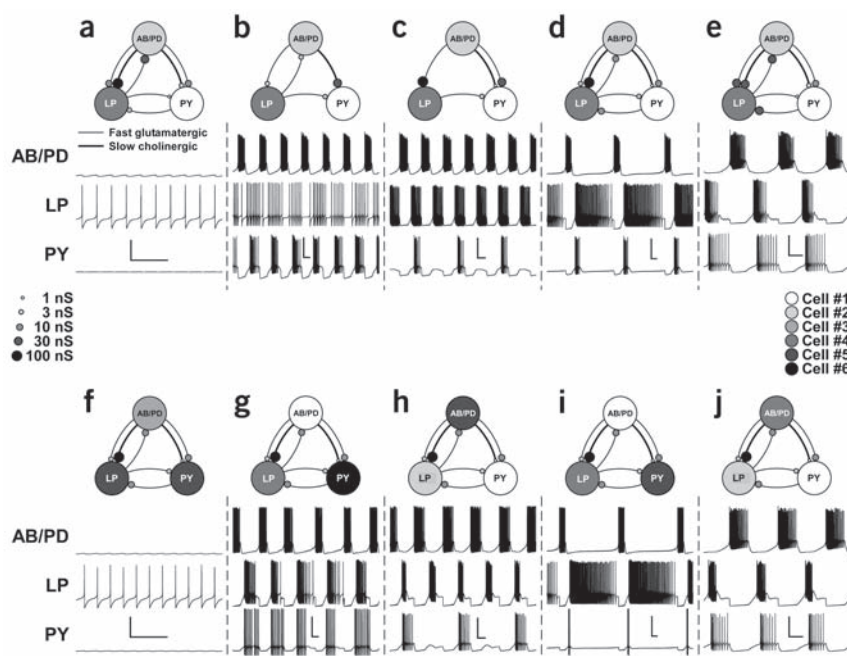 a b c d e
AB/PD AB/PD AB/PD AB/PD AB/PD
LP PY LP PY LP PY LP PY LP PY
Fast glutamatergic
Slow cholinergic
AB/PD
LP
PY
1 nS
3 nS
10 nS
30 nS
100 nS
Cell #1
Cell #2
Cell #3
Cell #4
Cell #5
Cell #6
f g h i j
AB/PD AB/PD AB/PD AB/PD AB/PD
LP PY LP PY LP PY LP PY LP PY
AB/PD
LP
PY